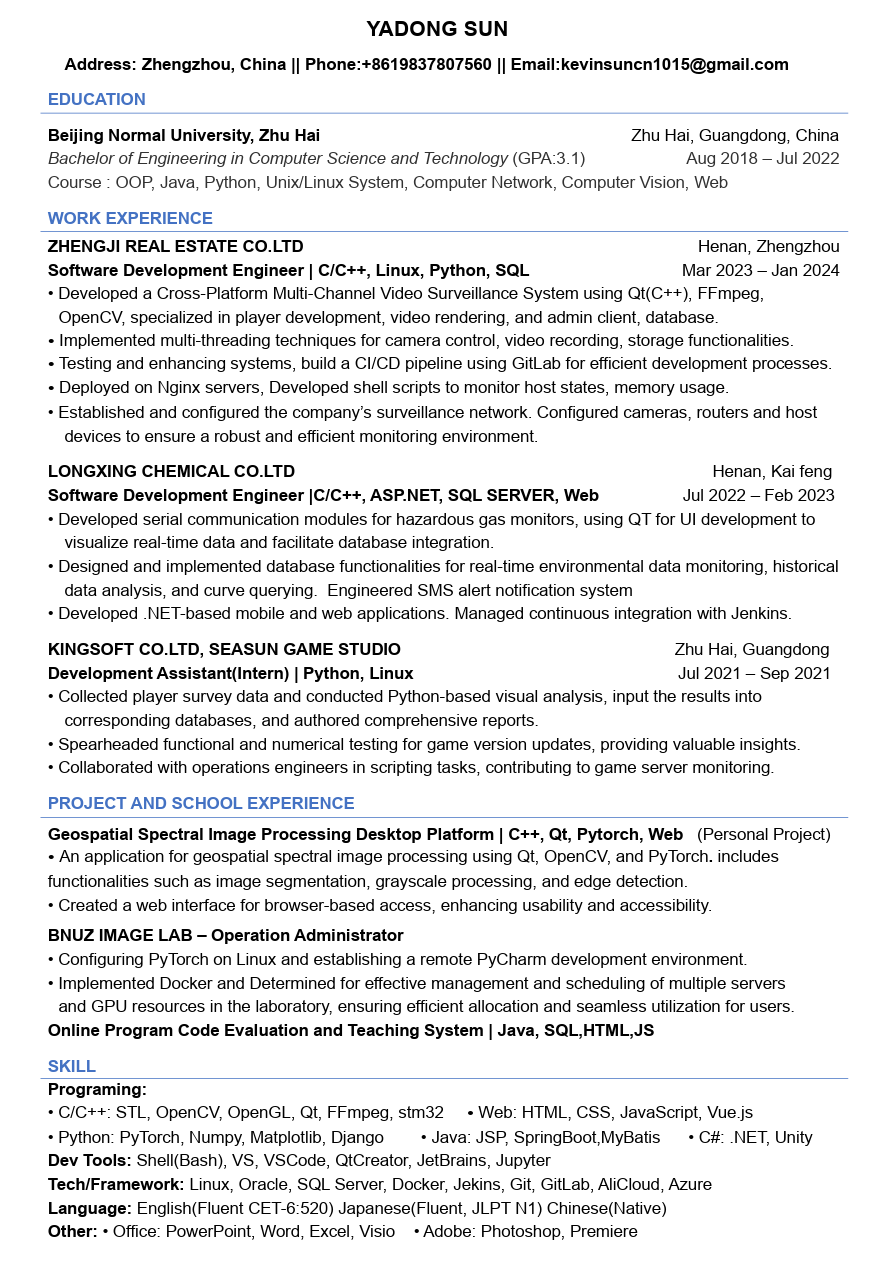 YADONG SUN
Address: Zhengzhou, China || Phone:+8619837807560 || Email:kevinsuncn1015@gmail.com
EDUCATION
Beijing Normal University, Zhu Hai Zhu Hai, Guangdong, China
Bachelor of Engineering in Computer Science and Technology (GPA:3.1) Aug 2018 – Jul 2022
Course : OOP, Java, Python, Unix/Linux System, Computer Network, Computer Vision, Web
WORK EXPERIENCE
ZHENGJI REAL ESTATE CO.LTD Henan, Zhengzhou
Software Development Engineer | C/C++, Linux, Python, SQL Mar 2023 – Jan 2024
• Developed a Cross-Platform Multi-Channel Video Surveillance System using Qt(C++), FFmpeg,
OpenCV, specialized in player development, video rendering, and admin client, database.
• Implemented multi-threading techniques for camera control, video recording, storage functionalities.
• Testing and enhancing systems, build a CI/CD pipeline using GitLab for efficient development processes.
• Deployed on Nginx servers, Developed shell scripts to monitor host states, memory usage.
• Established and configured the company’s surveillance network. Configured cameras, routers and host
devices to ensure a robust and efficient monitoring environment.
LONGXING CHEMICAL CO.LTD Henan, Kai feng
Software Development Engineer |C/C++, ASP.NET, SQL SERVER, Web Jul 2022 – Feb 2023
• Developed serial communication modules for hazardous gas monitors, using QT for UI development to
visualize real-time data and facilitate database integration.
• Designed and implemented database functionalities for real-time environmental data monitoring, historical
data analysis, and curve querying.  Engineered SMS alert notification system
• Developed .NET-based mobile and web applications. Managed continuous integration with Jenkins.
KINGSOFT CO.LTD, SEASUN GAME STUDIO Zhu Hai, Guangdong
Development Assistant(Intern) | Python, Linux Jul 2021 – Sep 2021
• Collected player survey data and conducted Python-based visual analysis, input the results into
corresponding databases, and authored comprehensive reports.
• Spearheaded functional and numerical testing for game version updates, providing valuable insights.
• Collaborated with operations engineers in scripting tasks, contributing to game server monitoring.
PROJECT AND SCHOOL EXPERIENCE
Geospatial Spectral Image Processing Desktop Platform | C++, Qt, Pytorch, Web (Personal Project)
• An application for geospatial spectral image processing using Qt, OpenCV, and PyTorch. includes
functionalities such as image segmentation, grayscale processing, and edge detection.
• Created a web interface for browser-based access, enhancing usability and accessibility.
BNUZ IMAGE LAB – Operation Administrator
• Configuring PyTorch on Linux and establishing a remote PyCharm development environment.
• Implemented Docker and Determined for effective management and scheduling of multiple servers
and GPU resources in the laboratory, ensuring efficient allocation and seamless utilization for users.
Online Program Code Evaluation and Teaching System | Java, SQL,HTML,JS
SKILL
Programing:
• C/C++: STL, OpenCV, OpenGL, Qt, FFmpeg, stm32 • Web: HTML, CSS, JavaScript, Vue.js
• Python: PyTorch, Numpy, Matplotlib, Django • Java: JSP, SpringBoot,MyBatis • C#: .NET, Unity
Dev Tools: Shell(Bash), VS, VSCode, QtCreator, JetBrains, Jupyter
Tech/Framework: Linux, Oracle, SQL Server, Docker, Jekins, Git, GitLab, AliCloud, Azure
Language: English(Fluent CET-6:520) Japanese(Fluent, JLPT N1) Chinese(Native)
Other: • Office: PowerPoint, Word, Excel, Visio • Adobe: Photoshop, Premiere